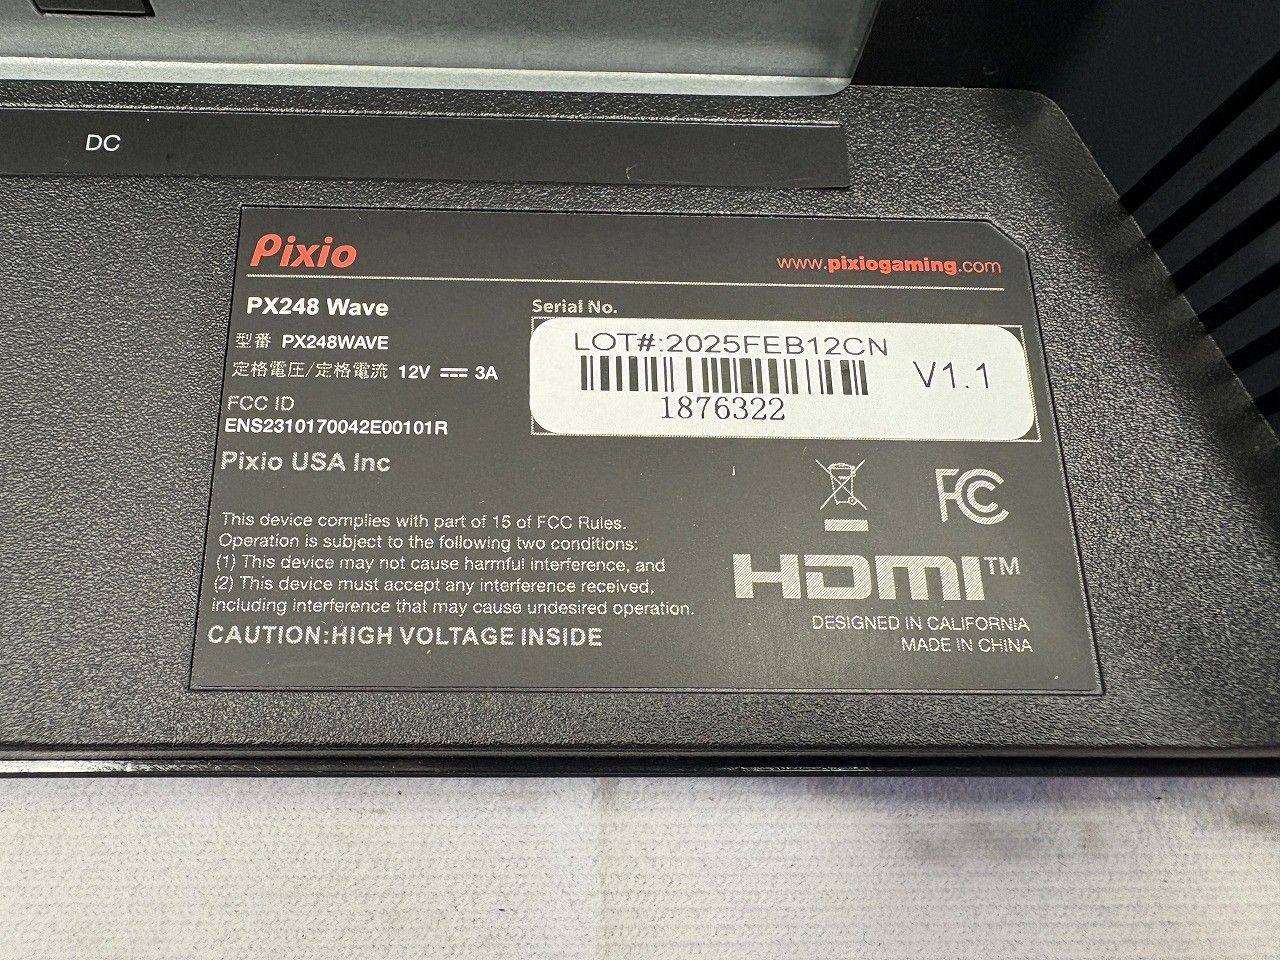 DC
Pixio
www.pixiogaming.com
PX248 Wave
型番 PX248WAVE
定格電圧/定格電流 12V ⎓ 3A
FCC ID
ENS2310170042E00101R
Pixio USA Inc
Serial No.
LOT#:2025FEB12CN
1876322
V1.1
This device complies with part of 15 of FCC Rules.
Operation is subject to the following two conditions:
(1) This device may not cause harmful interference, and
(2) This device must accept any interference received,
including interference that may cause undesired operation.
CAUTION:HIGH VOLTAGE INSIDE
FC
HDMI™
DESIGNED IN CALIFORNIA
MADE IN CHINA